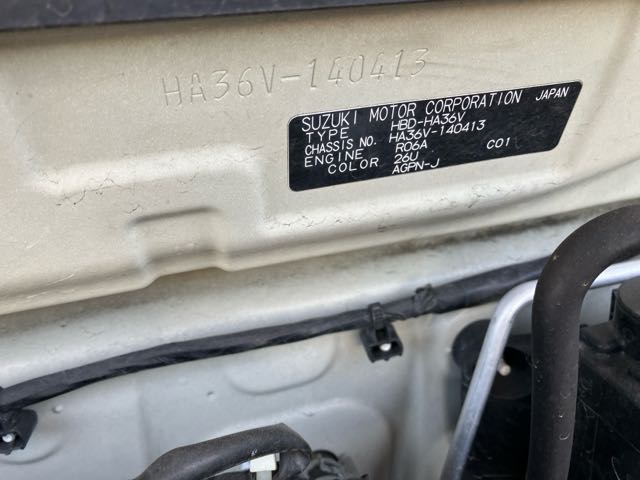 HA36V-140413
SUZUKI MOTOR CORPORATION JAPAN
TYPE HBD-HA36V
CHASSIS NO. HA36V-140413
ENGINE R06A C01
COLOR 26U
AGPN-J